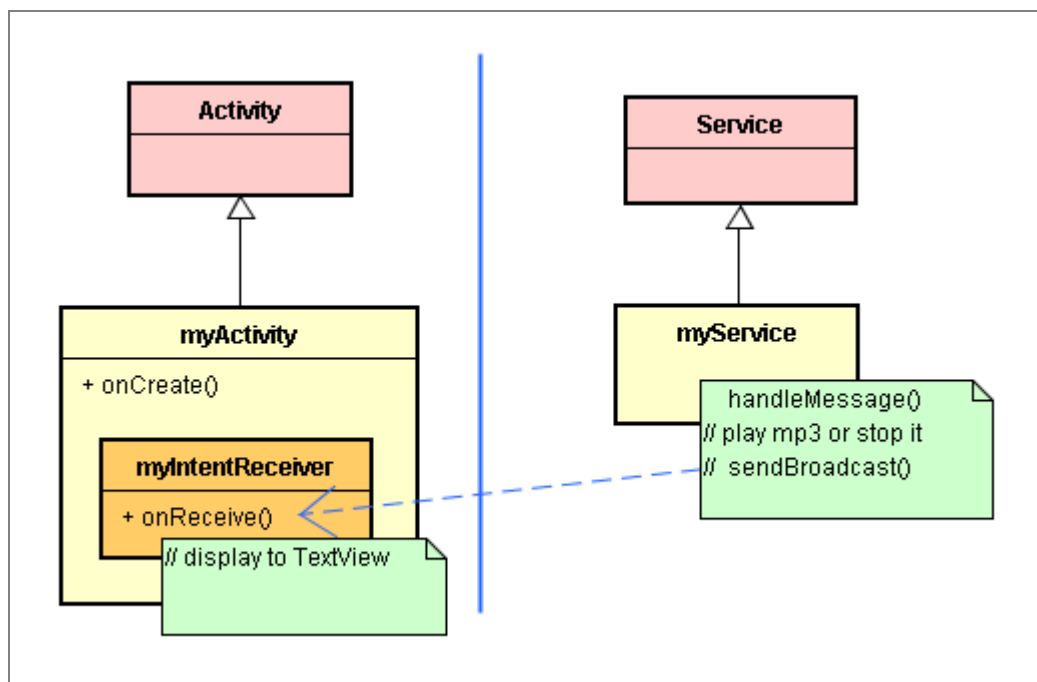 Activity
Service
myActivity
+ onCreate()
myIntentReceiver
+ onReceive()
// display to TextView
myService
handleMessage()
// play mp3 or stop it
// sendBroadcast()